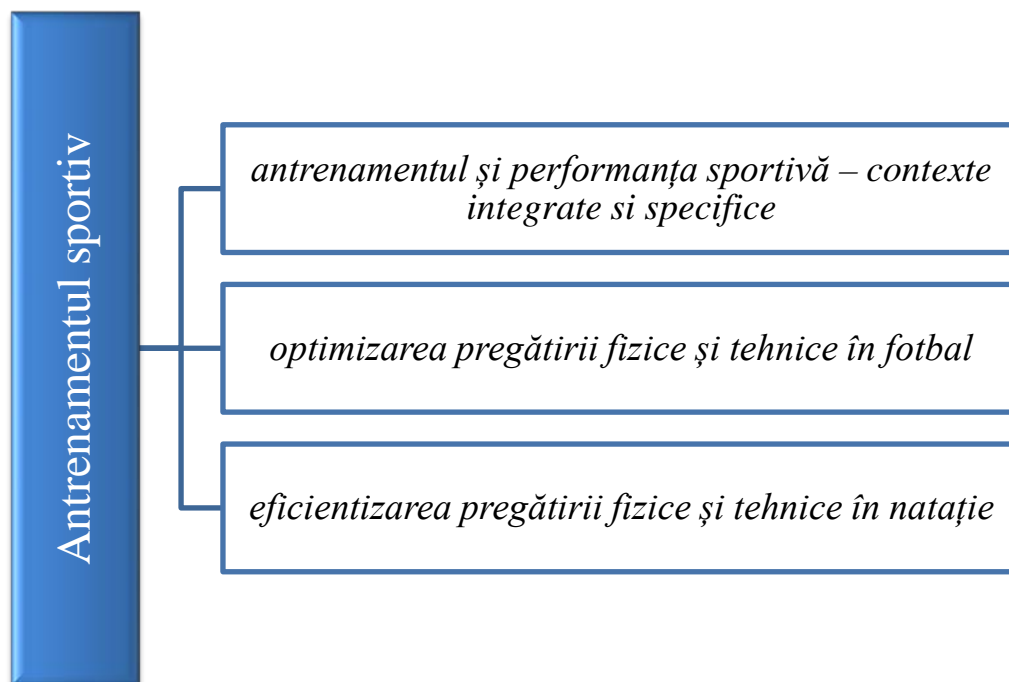 Antrenamentul sportiv
antrenamentul și performanța sportivă – contexte
integrate si specifice
optimizarea pregătirii fizice și tehnice în fotbal
eficientizarea pregătirii fizice și tehnice în natație